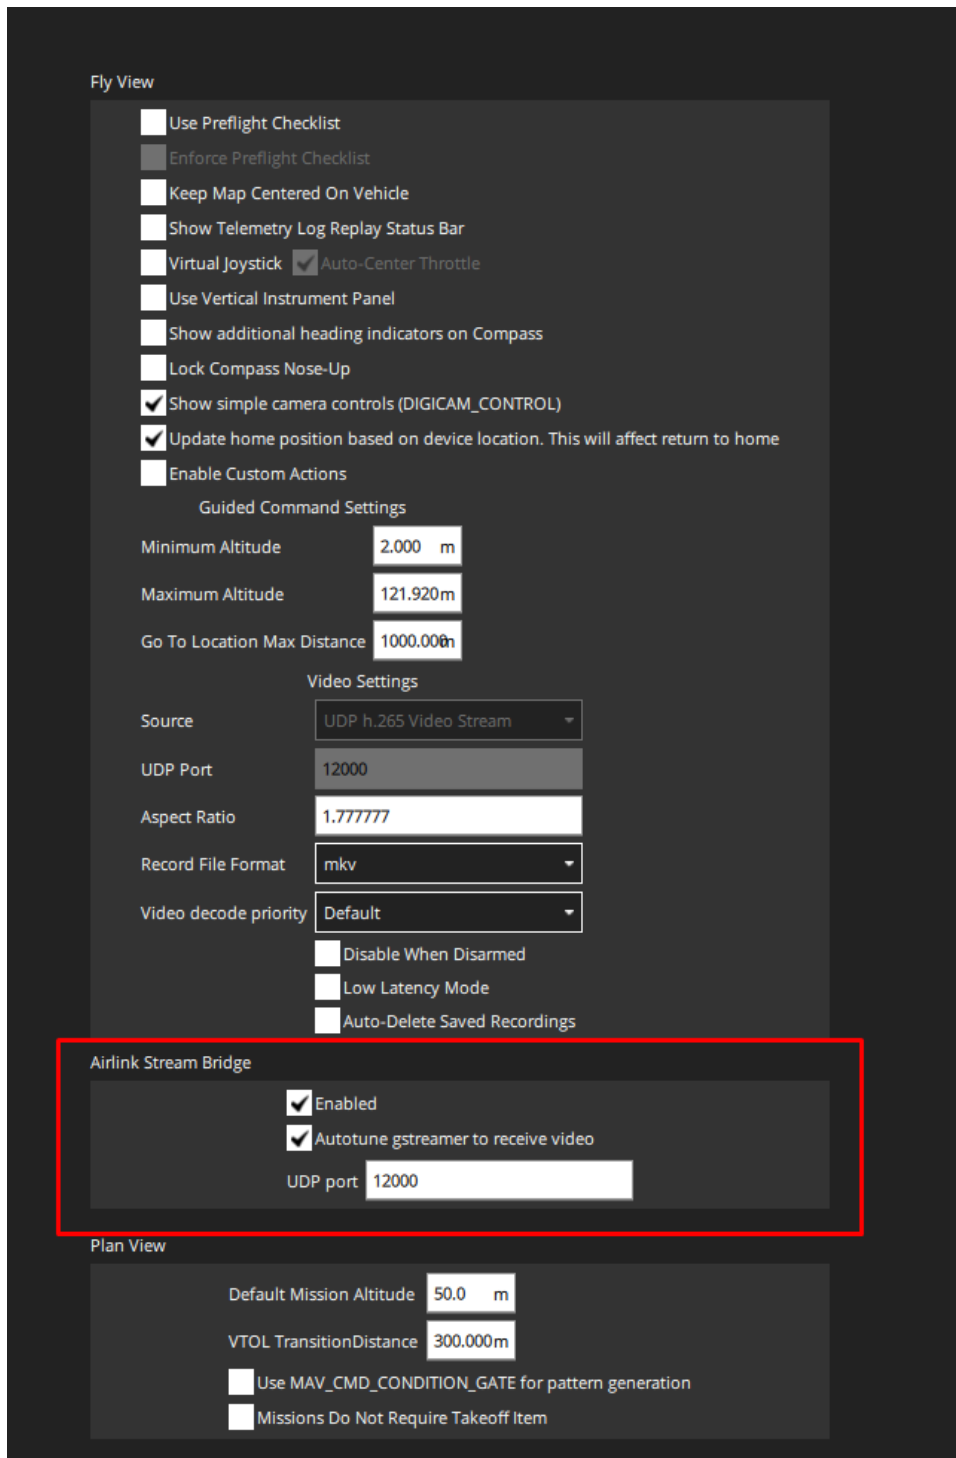 Fly View
Use Preflight Checklist
Enforce Preflight Checklist
Keep Map Centered On Vehicle
Show Telemetry Log Replay Status Bar
Virtual Joystick Auto-Center Throttle
Use Vertical Instrument Panel
Show additional heading indicators on Compass
Lock Compass Nose-Up
Show simple camera controls (DIGICAM_CONTROL)
Update home position based on device location. This will affect return to home
Enable Custom Actions
Guided Command Settings
Minimum Altitude 2.000 m
Maximum Altitude 121.920 m
Go To Location Max Distance 1000.000 m
Video Settings
Source UDP h.265 Video Stream
UDP Port 12000
Aspect Ratio 1.777777
Record File Format mkv
Video decode priority Default
Disable When Disarmed
Low Latency Mode
Auto-Delete Saved Recordings
Airlink Stream Bridge
Enabled
Autotune gstreamer to receive video
UDP port 12000
Plan View
Default Mission Altitude 50.0 m
VTOL TransitionDistance 300.000 m
Use MAV_CMD_CONDITION_GATE for pattern generation
Missions Do Not Require Takeoff Item